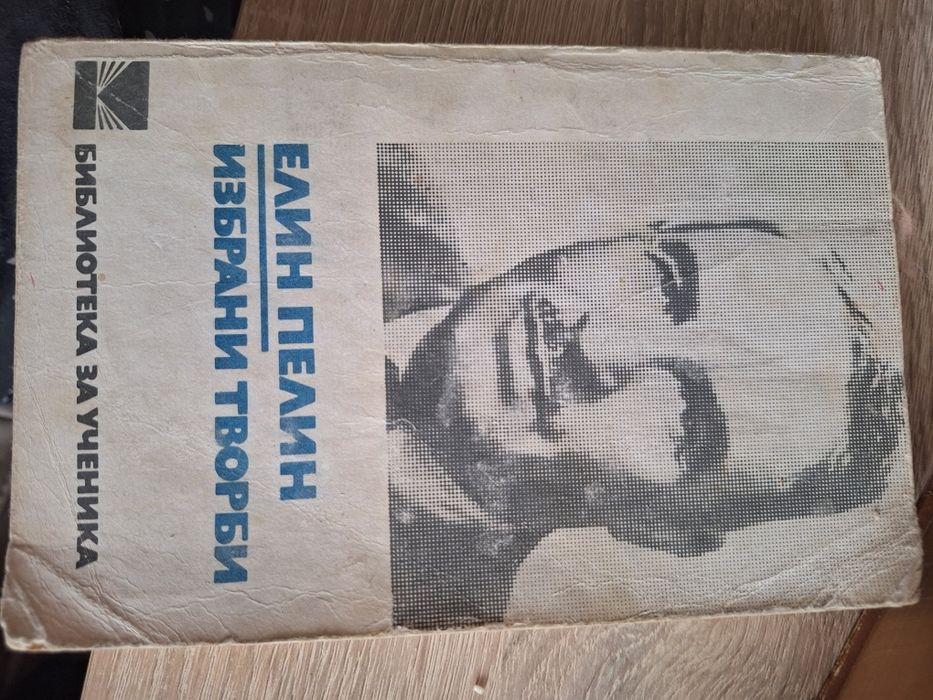 ЕЛИН ПЕЛИН
ИЗБРАНИ ТВОРБИ
БИБЛИОТЕКА ЗА УЧЕНИКА